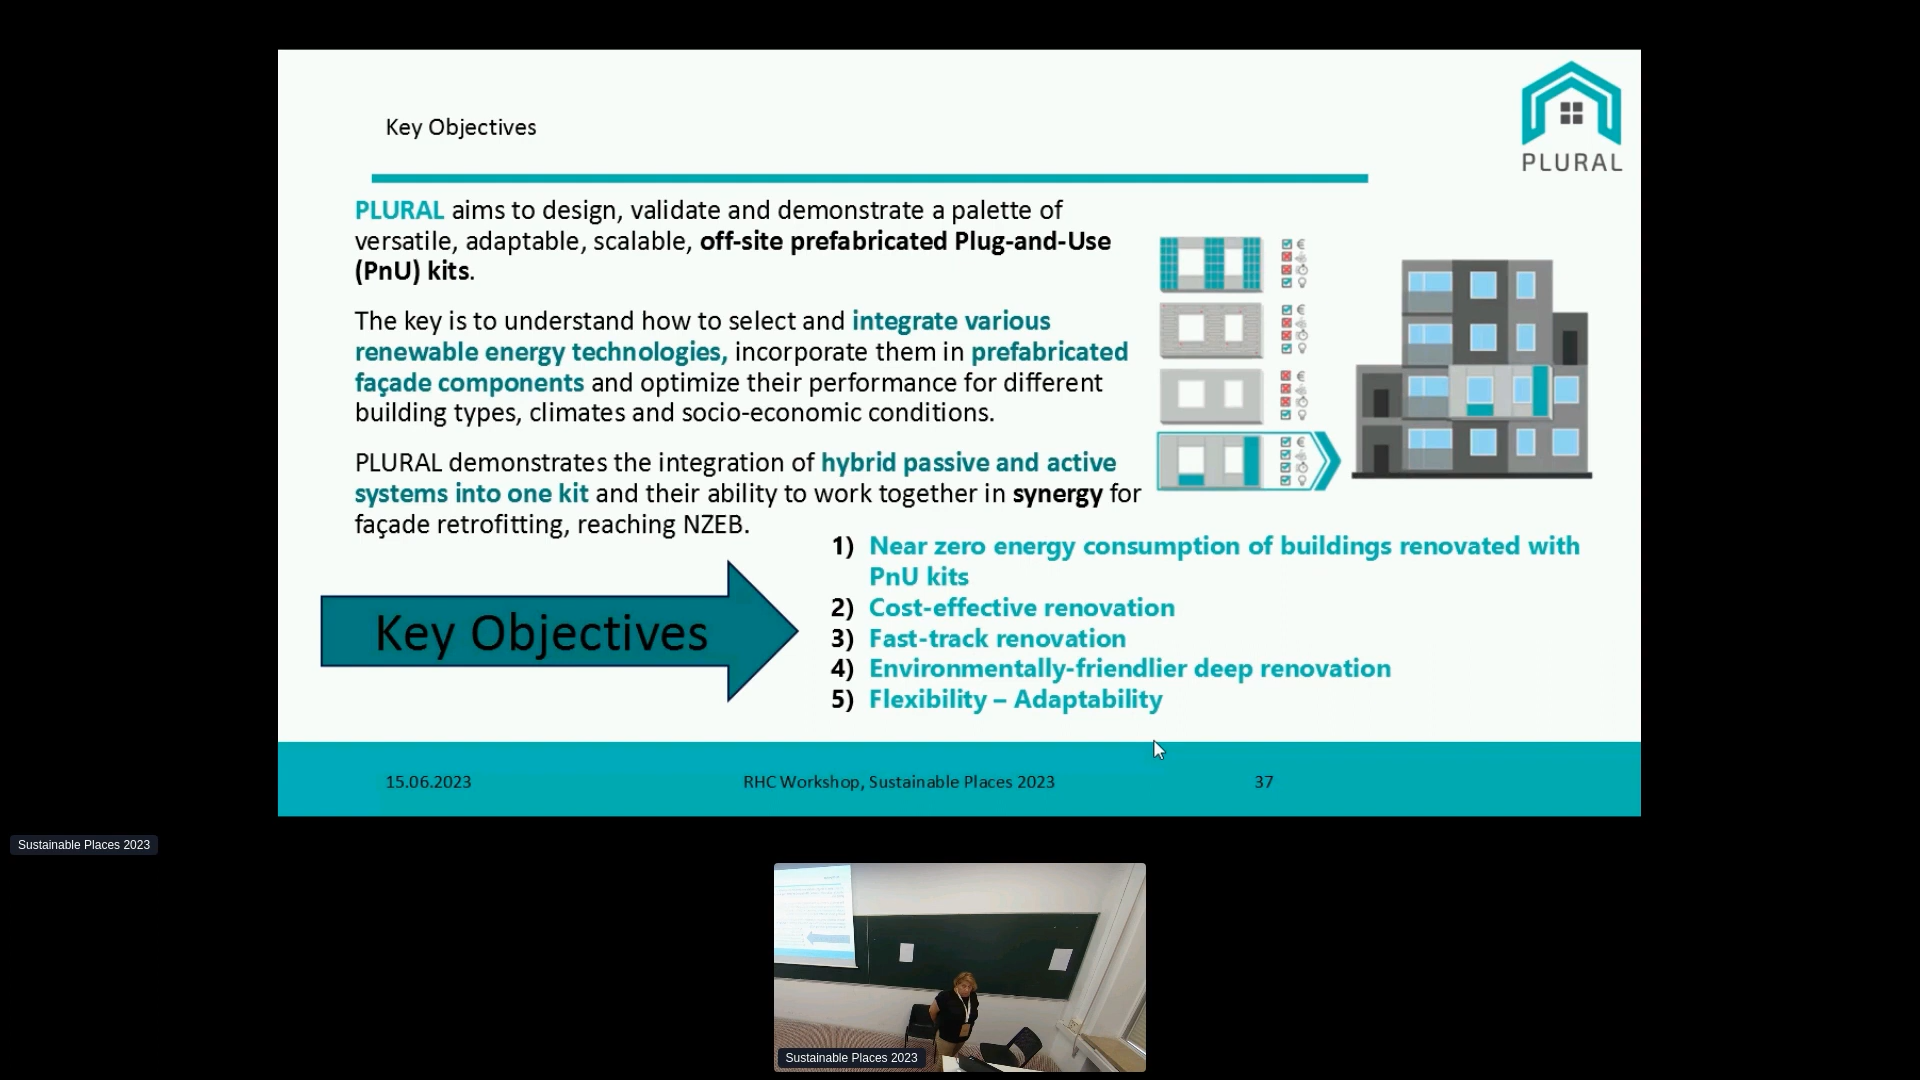 Key Objectives
PLURAL
PLURAL aims to design, validate and demonstrate a palette of
versatile, adaptable, scalable, off-site prefabricated Plug-and-Use
(PnU) kits.
The key is to understand how to select and integrate various
renewable energy technologies, incorporate them in prefabricated
façade components and optimize their performance for different
building types, climates and socio-economic conditions.
PLURAL demonstrates the integration of hybrid passive and active
systems into one kit and their ability to work together in synergy for
façade retrofitting, reaching NZEB.
Key Objectives
1) Near zero energy consumption of buildings renovated with
PnU kits
2) Cost-effective renovation
3) Fast-track renovation
4) Environmentally-friendlier deep renovation
5) Flexibility – Adaptability
15.06.2023
RHC Workshop, Sustainable Places 2023
37
Sustainable Places 2023
Sustainable Places 2023